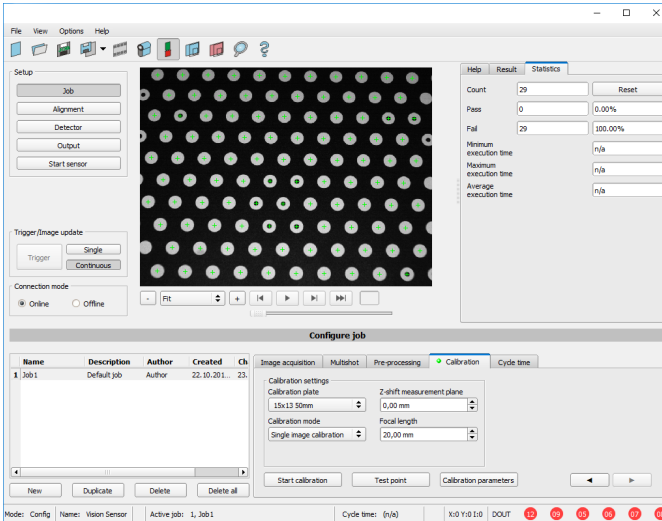 File View Options Help
Setup
Job
Alignment
Detector
Output
Start sensor
Trigger/Image update
Trigger
Single
Continuous
Connection mode
Online Offline
- Fit +
Help Result Statistics
Count 29 Reset
Pass 0 0.00%
Fail 29 100.00%
Minimum
execution time n/a
Maximum
execution time n/a
Average
execution time n/a
Configure job
Name Description Author Created Ch
1 Job1 Default job Author 22.10.201... 23.
New Duplicate Delete Delete all
Image acquisition Multishot Pre-processing Calibration Cycle time
Calibration settings
Calibration plate Z-shift measurement plane
15x13 50mm 0,00 mm
Calibration mode Focal length
Single image calibration 20,00 mm
Start calibration Test point Calibration parameters
Mode: Config Name: Vision Sensor Active job: 1, Job1 Cycle time: (n/a) X:0 Y:0 I:0 DOUT 12 09 05 06 07